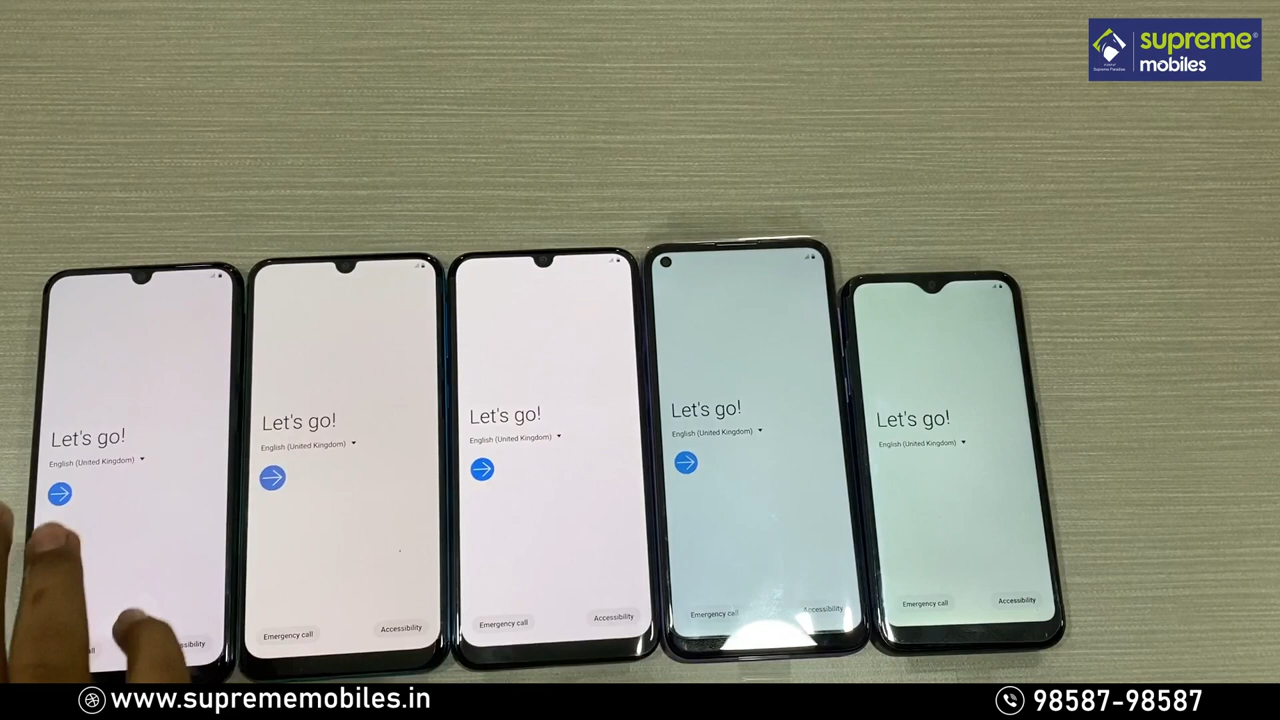 supreme
mobiles
Let's go!
English (United Kingdom)
Accessibility
Let's go!
English (United Kingdom)
Emergency call
Accessibility
Let's go!
English (United Kingdom)
Emergency call
Accessibility
Let's go!
English (United Kingdom)
Emergency call
Accessibility
Let's go!
English (United Kingdom)
Emergency call
Accessibility
www.suprememobiles.in
98587-98587